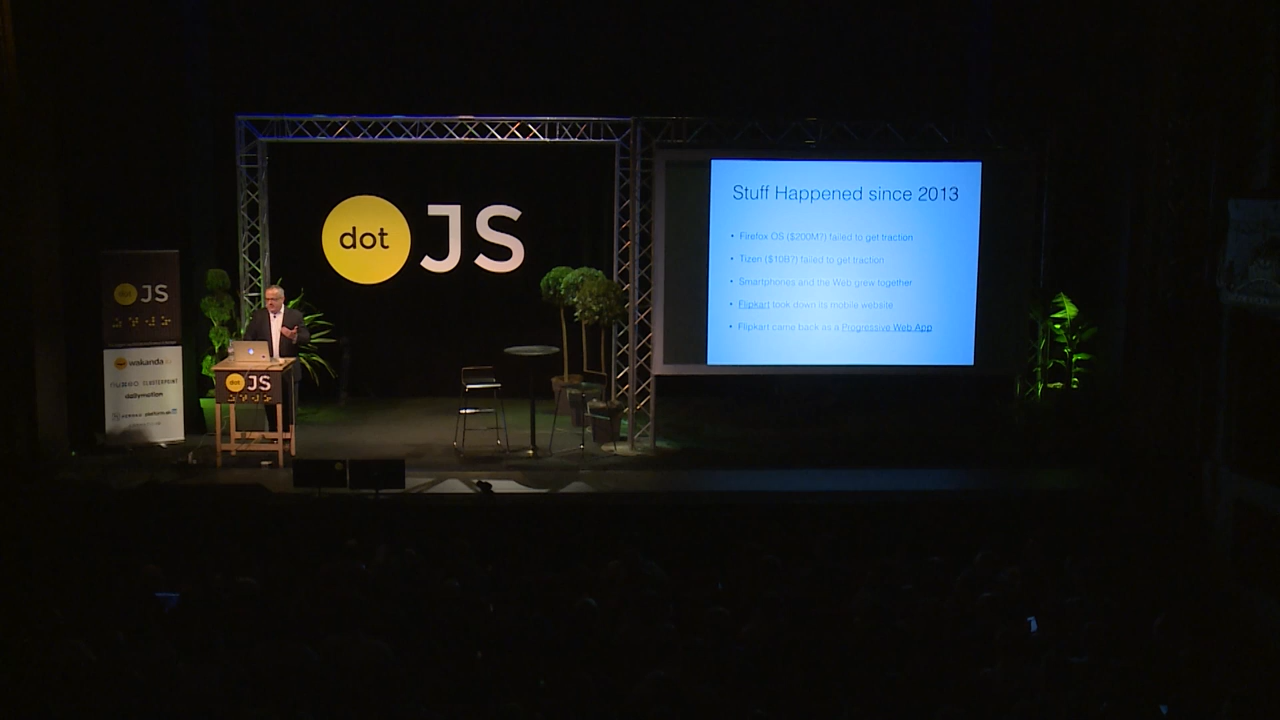 dot JS
Stuff Happened since 2013
• Firefox OS ($200M?) failed to get traction
• Tizen ($10B?) failed to get traction
• Smartphones and the Web grew together
• Flipkart took down its mobile website
• Flipkart came back as a Progressive Web App
dot JS
wakanda
CLUSTERPOINT
dailymotion
dot JS